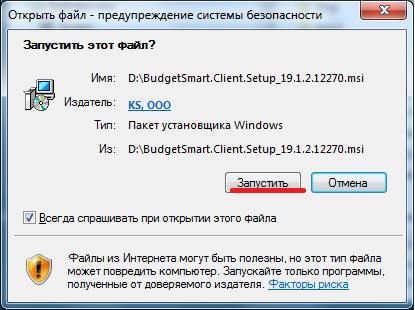 Открыть файл - предупреждение системы безопасности
Запустить этот файл?
Имя: D:\BudgetSmart.Client.Setup_19.1.2.12270.msi
Издатель: KS, ООО
Тип: Пакет установщика Windows
Из: D:\BudgetSmart.Client.Setup_19.1.2.12270.msi
Запустить Отмена
Всегда спрашивать при открытии этого файла
Файлы из Интернета могут быть полезны, но этот тип файла
может повредить компьютер. Запускайте только программы,
полученные от доверяемого издателя. Факторы риска